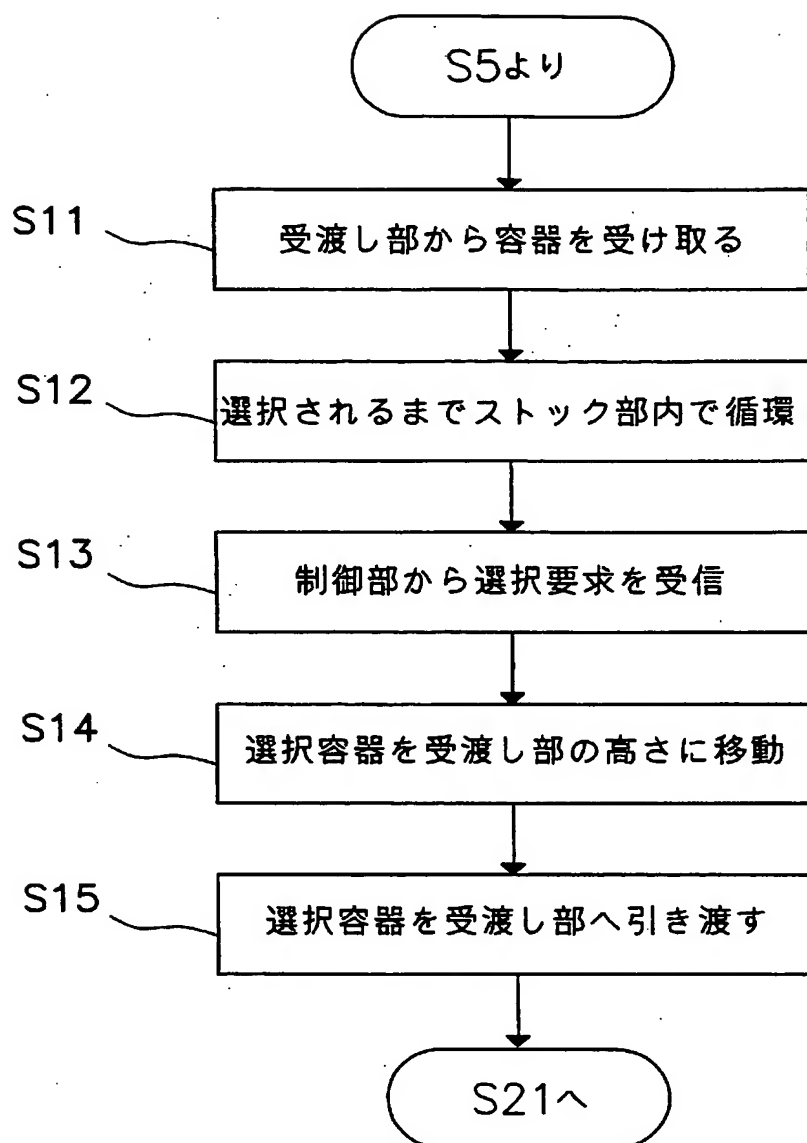 S5より
S11
受渡し部から容器を受け取る
S12
選択されるまでストック部内で循環
S13
制御部から選択要求を受信
S14
選択容器を受渡し部の高さに移動
S15
選択容器を受渡し部へ引き渡す
S21へ